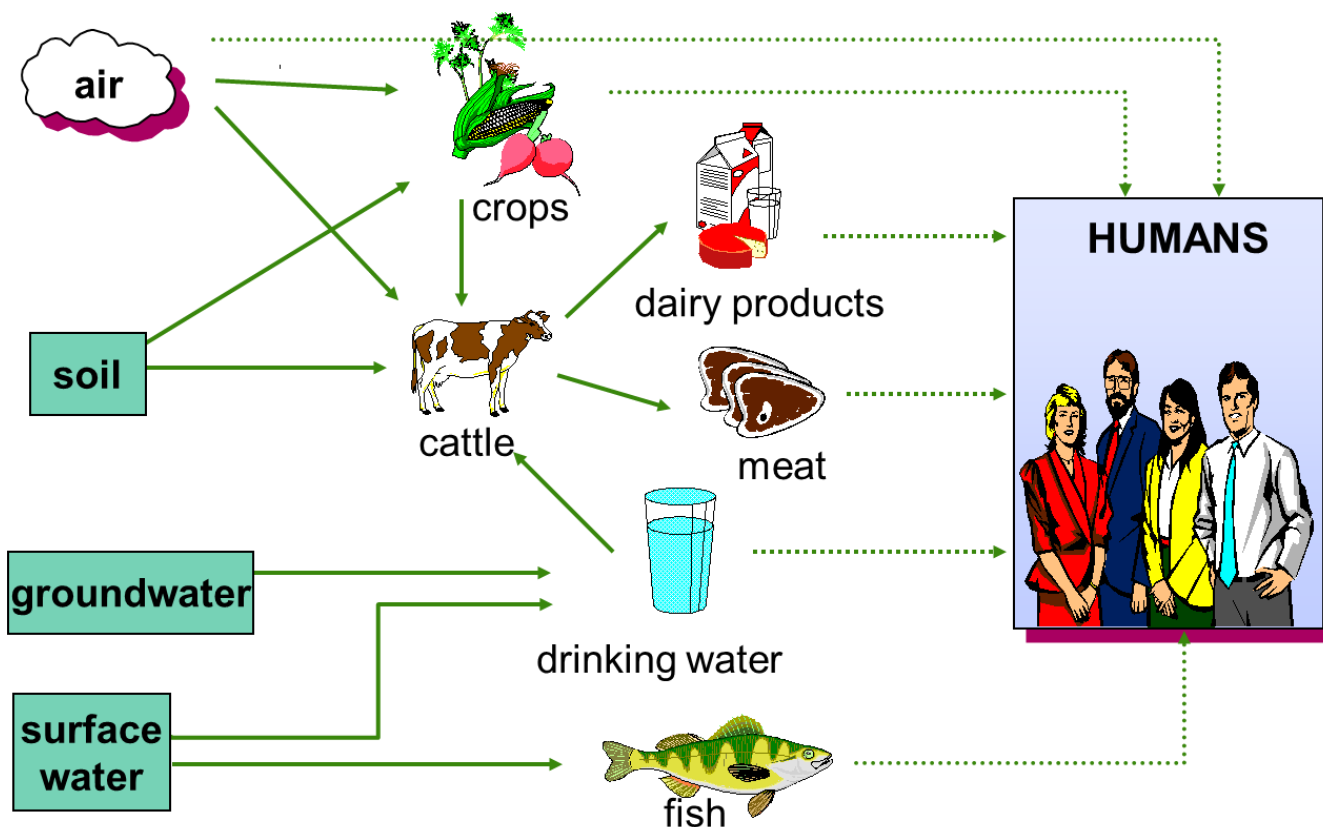 air
crops
HUMANS
dairy products
soil
cattle
meat
groundwater
drinking water
surface
water
fish